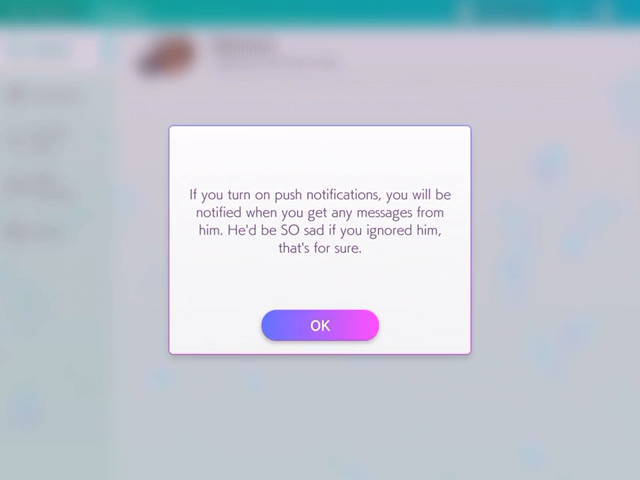 If you turn on push notifications, you will be
notified when you get any messages from
him. He'd be SO sad if you ignored him,
that's for sure.
OK